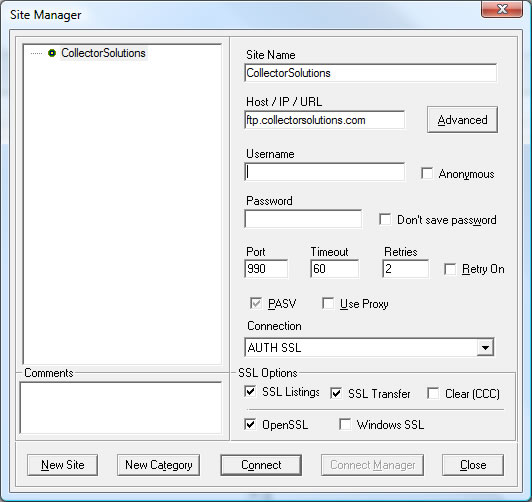 Site Manager
CollectorSolutions
Site Name
CollectorSolutions
Host / IP / URL
ftp.collectorsolutions.com
Advanced
Username
Anonymous
Password
Don't save password
Port Timeout Retries
990 60 2 Retry On
PASV Use Proxy
Connection
AUTH SSL
Comments
SSL Options
SSL Listings SSL Transfer Clear (CCC)
OpenSSL Windows SSL
New Site New Category Connect Connect Manager Close